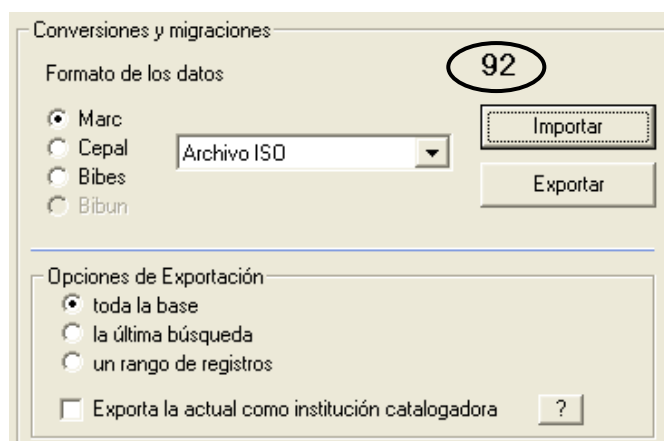 Conversiones y migraciones
Formato de los datos
92
Marc
Cepal
Bibes
Bibun
Archivo ISO
Importar
Exportar
Opciones de Exportación
toda la base
la última búsqueda
un rango de registros
Exporta la actual como institución catalogadora
?